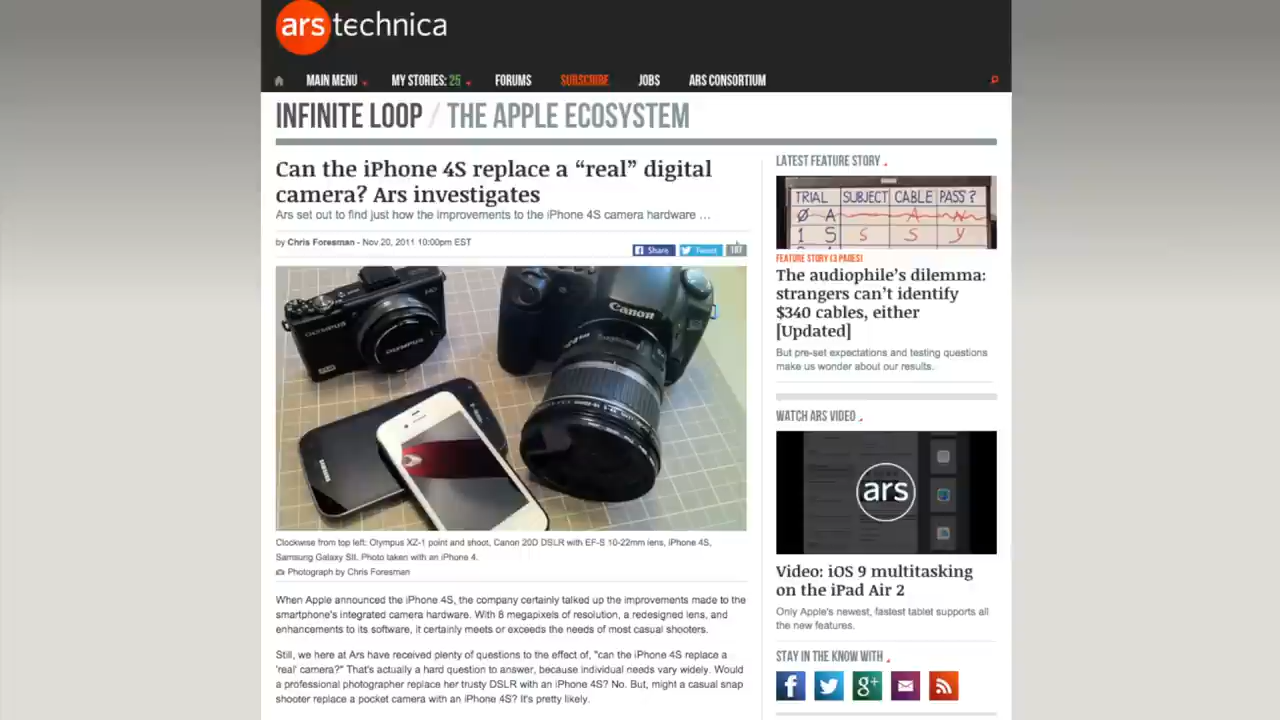 ars technica
MAIN MENU MY STORIES: 25 FORUMS SUBSCRIBE JOBS ARS CONSORTIUM
INFINITE LOOP / THE APPLE ECOSYSTEM
Can the iPhone 4S replace a “real” digital
camera? Ars investigates
Ars set out to find just how the improvements to the iPhone 4S camera hardware …
by Chris Foresman - Nov 20, 2011 10:00pm EST
Share Tweet
OLYMPUS
OLYMPUS
Canon
SAMSUNG
Clockwise from top left: Olympus XZ-1 point and shoot, Canon 20D DSLR with EF-S 10-22mm lens, iPhone 4S,
Samsung Galaxy SII. Photo taken with an iPhone 4.
Photograph by Chris Foresman
When Apple announced the iPhone 4S, the company certainly talked up the improvements made to the
smartphone's integrated camera hardware. With 8 megapixels of resolution, a redesigned lens, and
enhancements to its software, it certainly meets or exceeds the needs of most casual shooters.
Still, we here at Ars have received plenty of questions to the effect of, "can the iPhone 4S replace a
'real' camera?" That's actually a hard question to answer, because individual needs vary widely. Would
a professional photographer replace her trusty DSLR with an iPhone 4S? No. But, might a casual snap
shooter replace a pocket camera with an iPhone 4S? It's pretty likely.
LATEST FEATURE STORY
TRIAL SUBJECT CABLE PASS?
Ø A A N
1 S S S Y
FEATURE STORY (3 PAGES)
The audiophile’s dilemma:
strangers can’t identify
$340 cables, either
[Updated]
But pre-set expectations and testing questions
make us wonder about our results.
WATCH ARS VIDEO
ars
Video: iOS 9 multitasking
on the iPad Air 2
Only Apple's newest, fastest tablet supports all
the new features.
STAY IN THE KNOW WITH